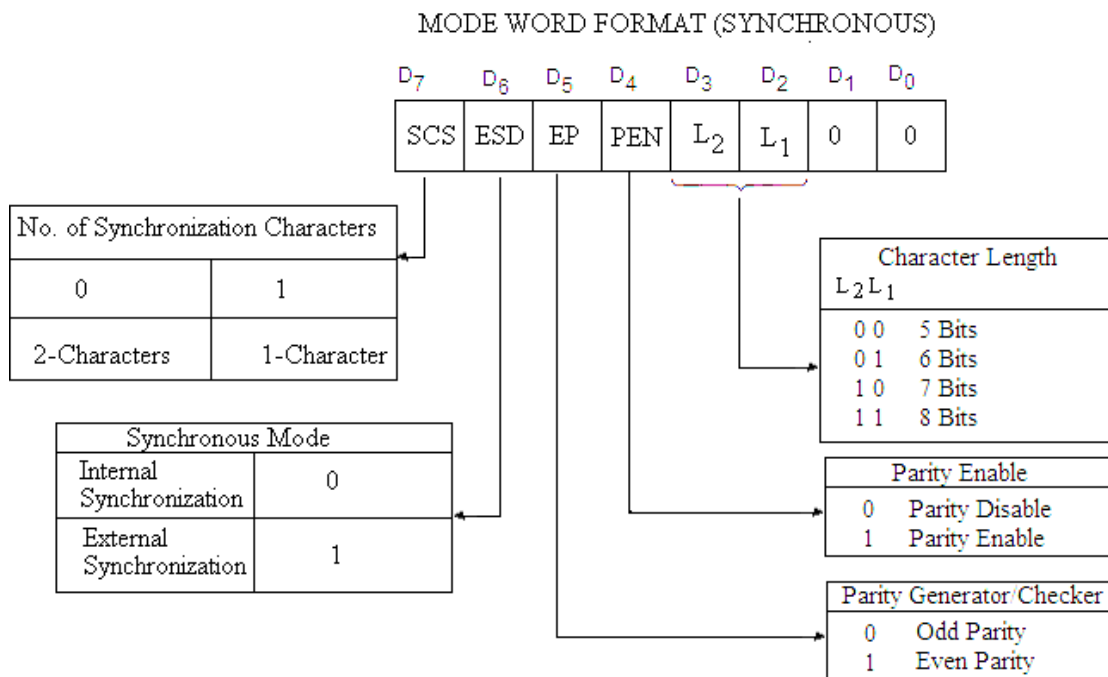 MODE WORD FORMAT (SYNCHRONOUS)
D7 D6 D5 D4 D3 D2 D1 D0
SCS ESD EP PEN L2 L1 0 0
No. of Synchronization Characters
0 1
2-Characters 1-Character
Character Length
L2L1
0 0 5 Bits
0 1 6 Bits
1 0 7 Bits
1 1 8 Bits
Synchronous Mode
Internal
Synchronization
0
External
Synchronization
1
Parity Enable
0 Parity Disable
1 Parity Enable
Parity Generator/Checker
0 Odd Parity
1 Even Parity